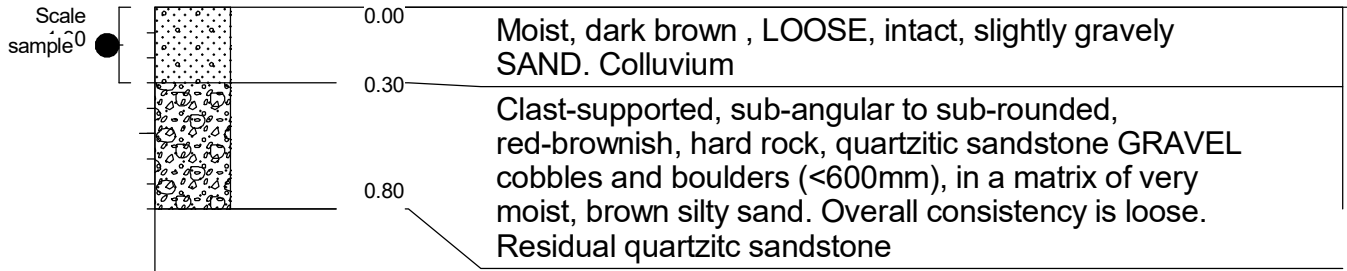 Scale
sample
0.00
Moist, dark brown , LOOSE, intact, slightly gravely
SAND. Colluvium
0.30
Clast-supported, sub-angular to sub-rounded,
red-brownish, hard rock, quartzitic sandstone GRAVEL
cobbles and boulders (<600mm), in a matrix of very
moist, brown silty sand. Overall consistency is loose.
Residual quartzitc sandstone
0.80